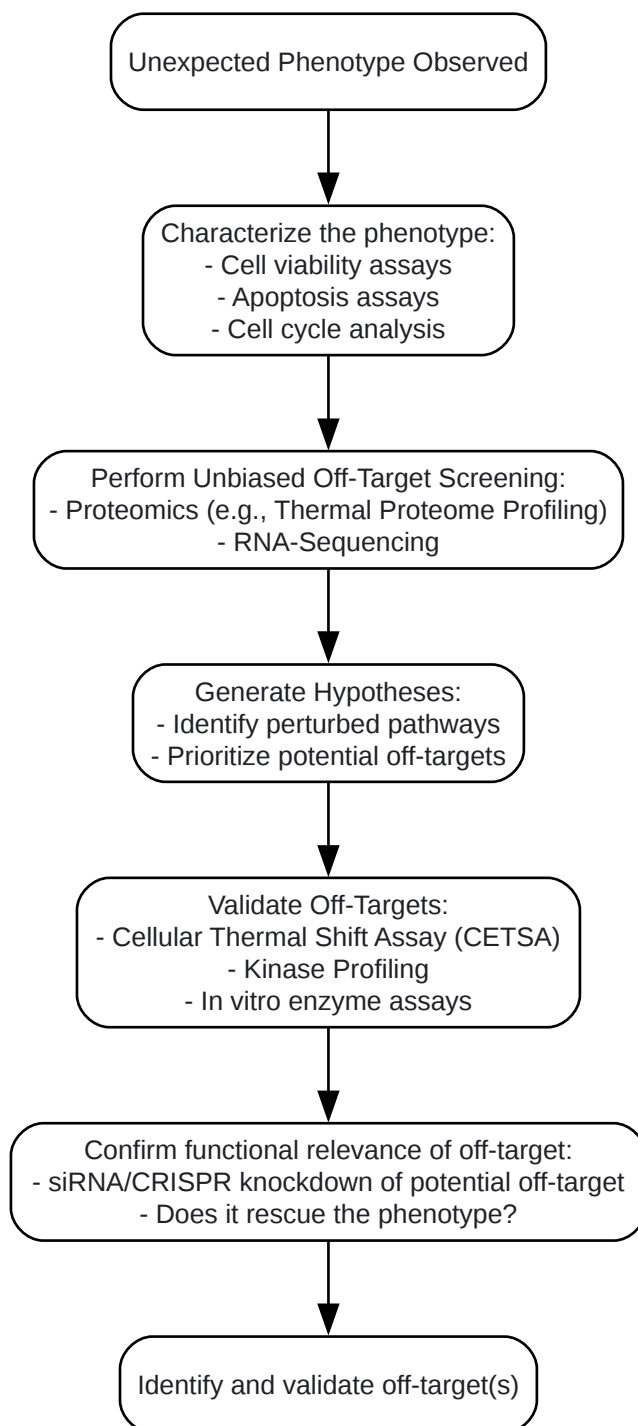 Unexpected Phenotype Observed
Characterize the phenotype:
- Cell viability assays
- Apoptosis assays
- Cell cycle analysis
Perform Unbiased Off-Target Screening:
- Proteomics (e.g., Thermal Proteome Profiling)
- RNA-Sequencing
Generate Hypotheses:
- Identify perturbed pathways
- Prioritize potential off-targets
Validate Off-Targets:
- Cellular Thermal Shift Assay (CETSA)
- Kinase Profiling
- In vitro enzyme assays
Confirm functional relevance of off-target:
- siRNA/CRISPR knockdown of potential off-target
- Does it rescue the phenotype?
Identify and validate off-target(s)